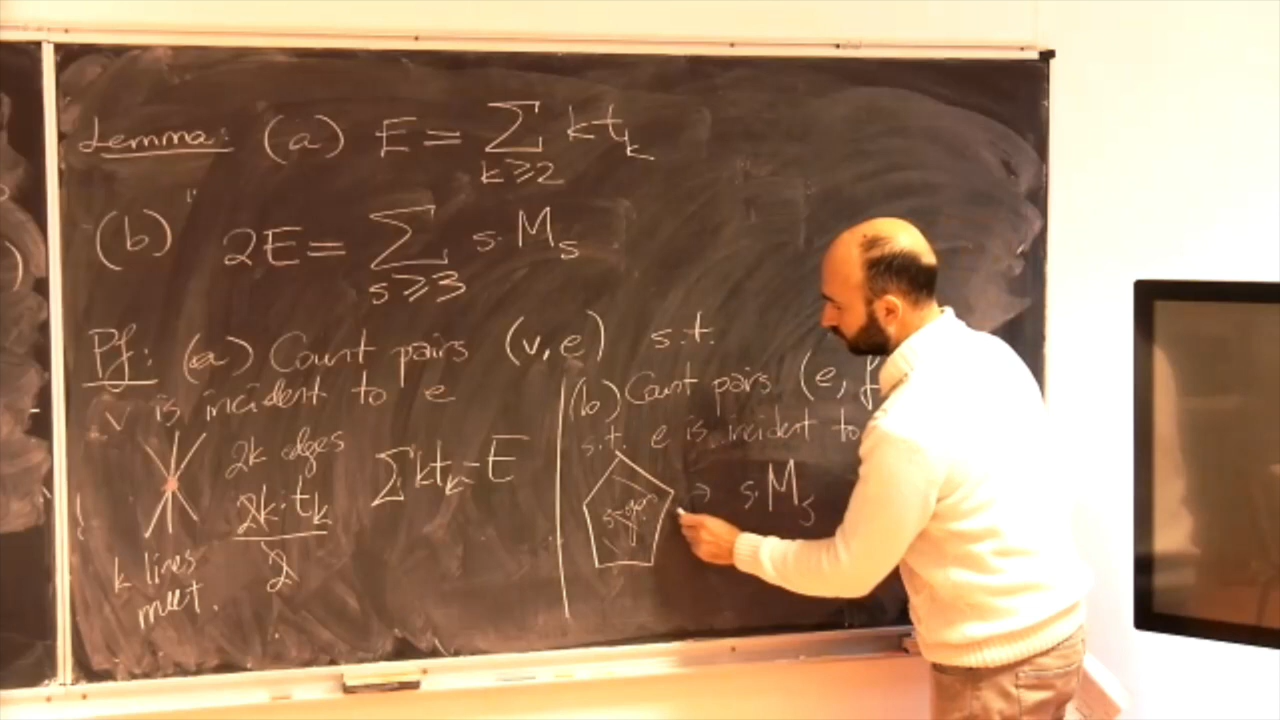 Lemma: (a) E = ∑ k t_k
k ≥ 2
(b) 2E = ∑ s · M_s
s ≥ 3
Pf: (a) Count pairs (v, e) s.t.
v is incident to e
2k edges
2k · t_k
2
∑ k t_k = E
k lines
meet.
(b) Count pairs (e, f
s.t. e is incident to
s-gon → s · M_s